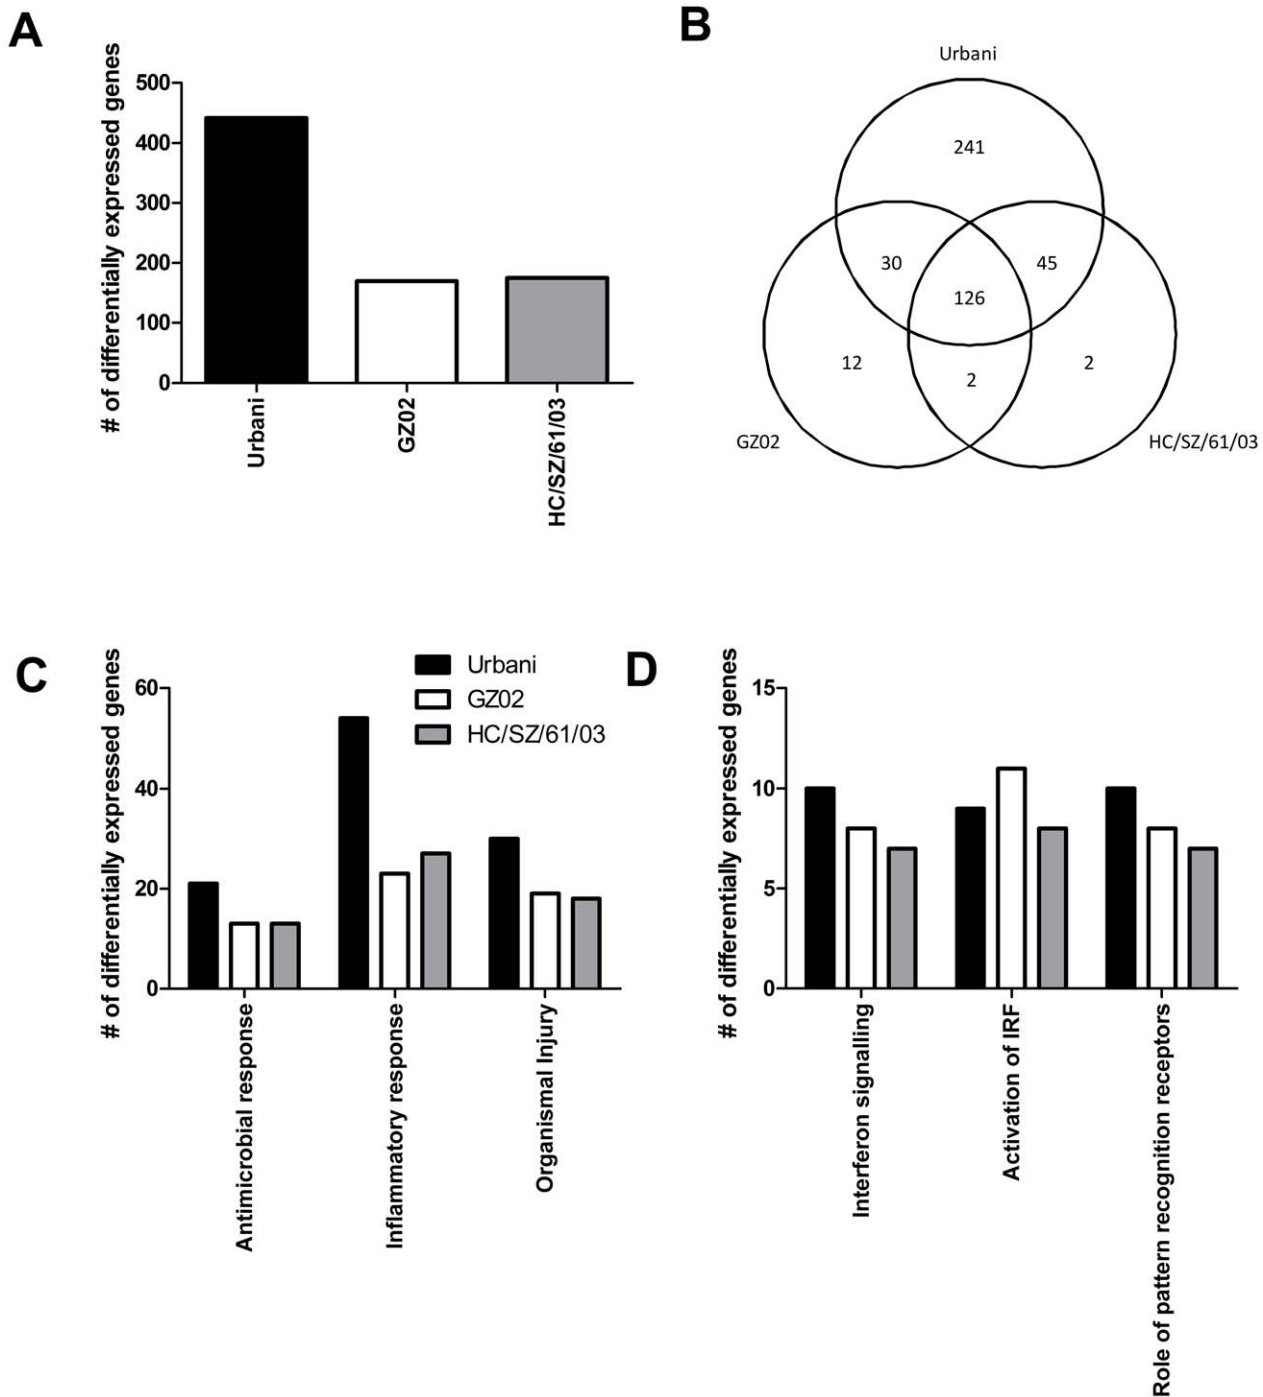 A
# of differentially expressed genes
500
400
300
200
100
0
Urbani
GZ02
HC/SZ/61/03
B
Urbani
241
30
45
126
12
2
2
GZ02
HC/SZ/61/03
C
# of differentially expressed genes
60
40
20
0
Urbani
GZ02
HC/SZ/61/03
Antimicrobial response
Inflammatory response
Organismal Injury
D
# of differentially expressed genes
15
10
5
0
Interferon signalling
Activation of IRF
Role of pattern recognition receptors